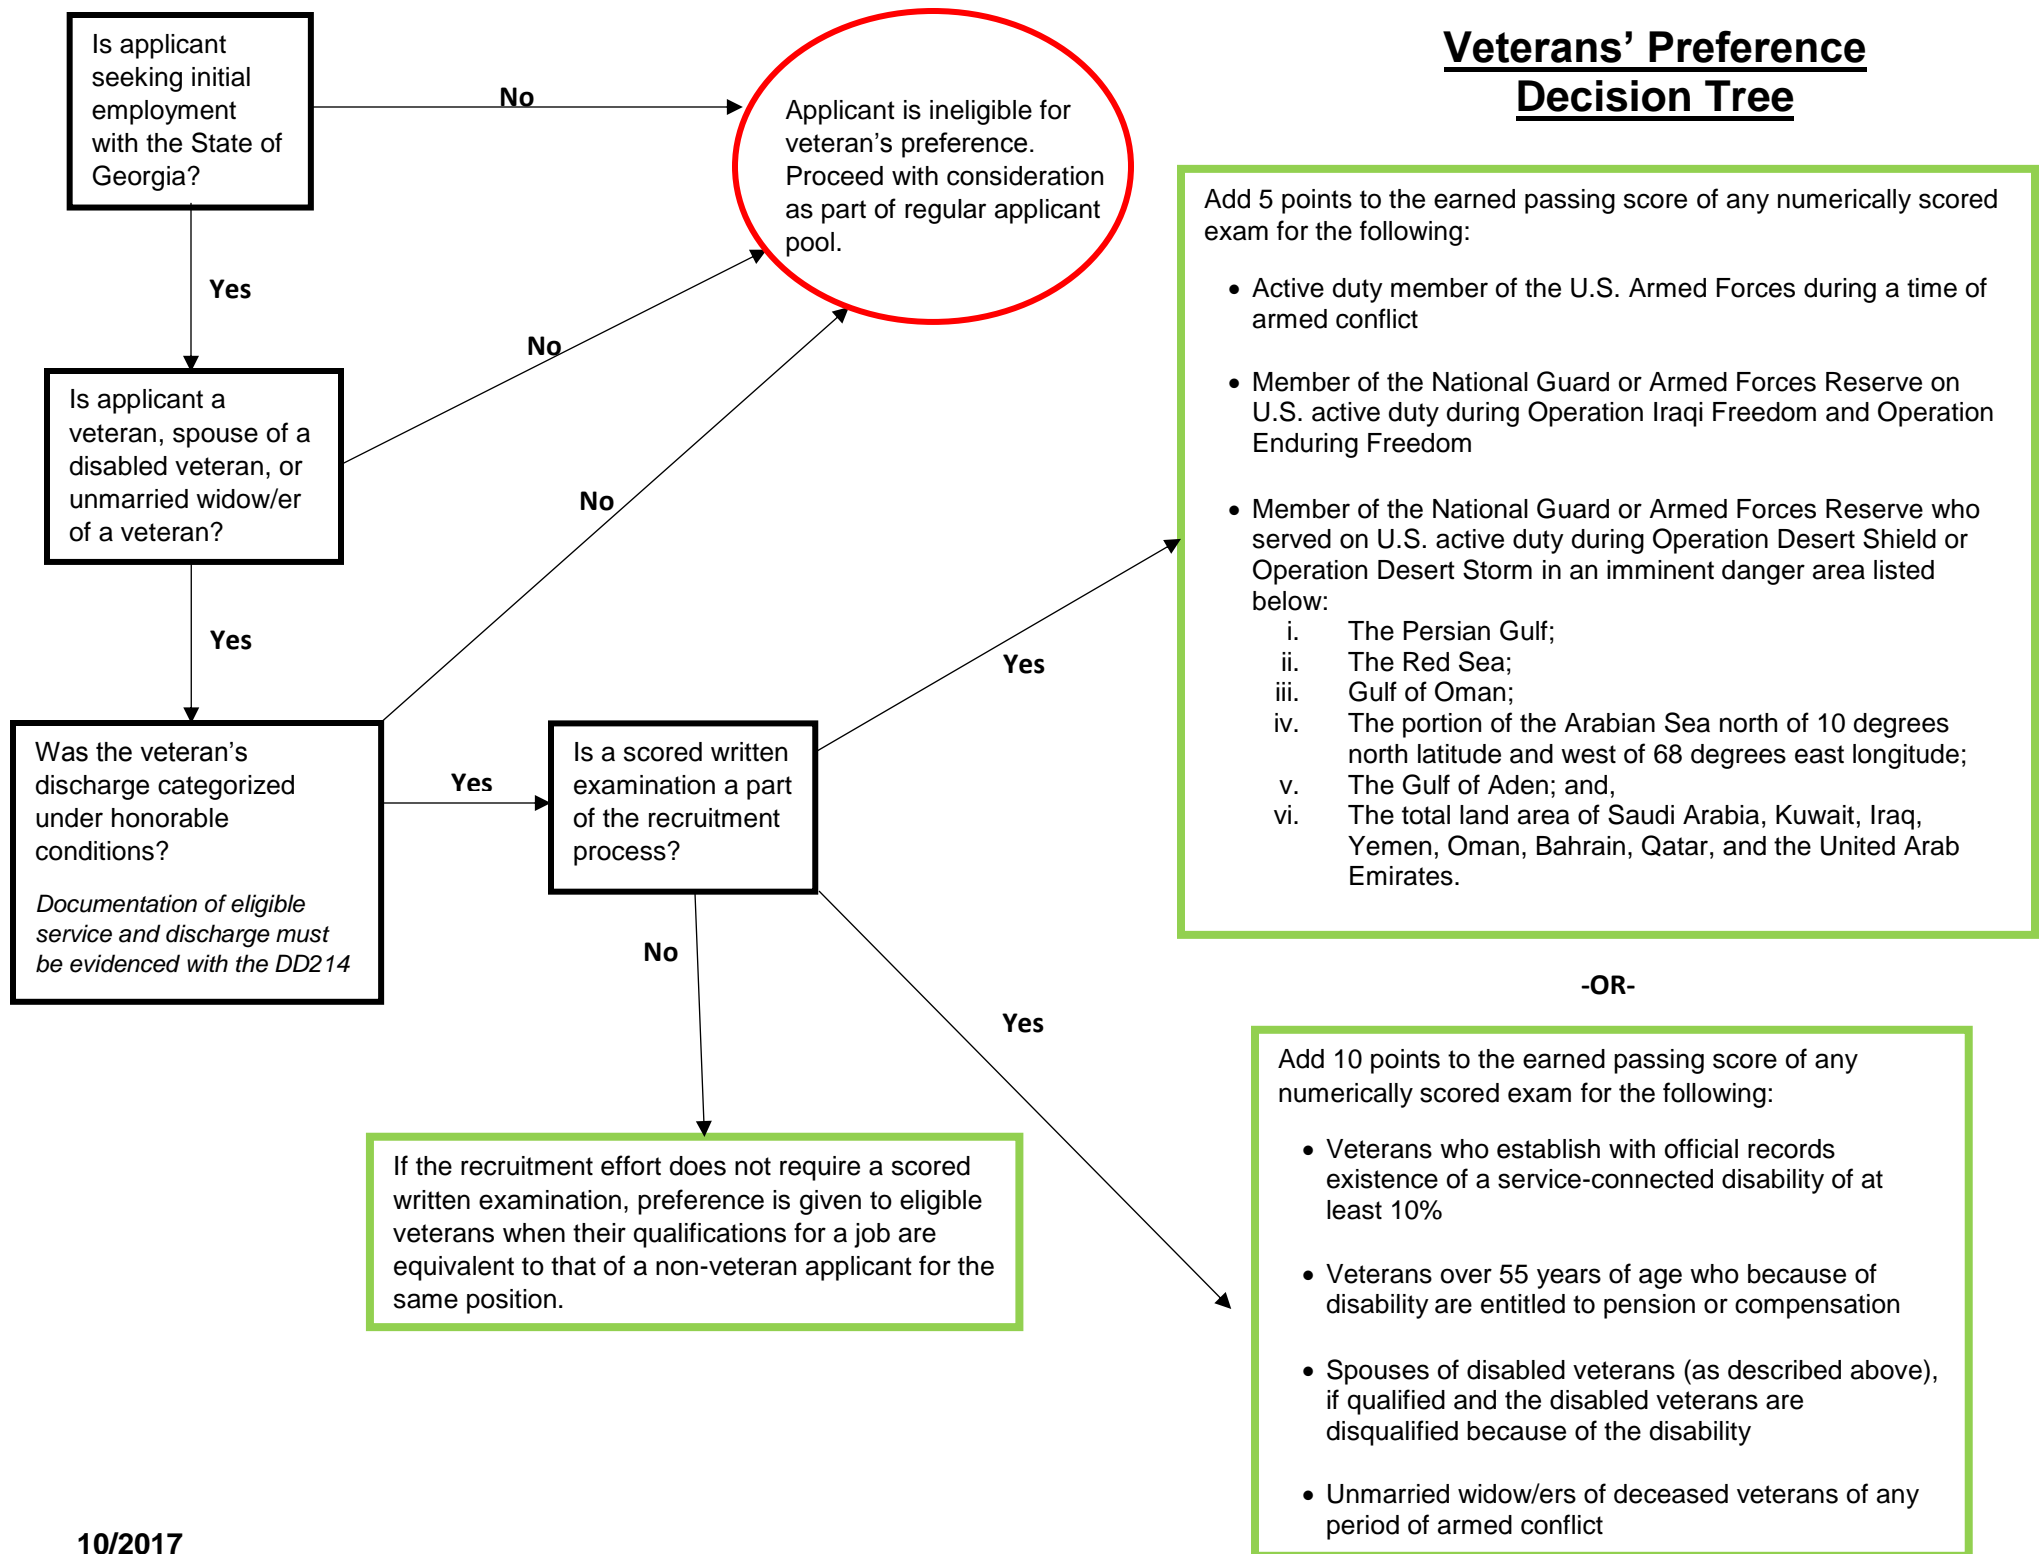 Veterans’ Preference
Decision Tree
Is applicant
seeking initial
employment
with the State of
Georgia?
No
Applicant is ineligible for
veteran’s preference.
Proceed with consideration
as part of regular applicant
pool.
Yes
Is applicant a
veteran, spouse of a
disabled veteran, or
unmarried widow/er
of a veteran?
No
Yes
Was the veteran’s
discharge categorized
under honorable
conditions?
Documentation of eligible
service and discharge must
be evidenced with the DD214
No
Yes
Is a scored written
examination a part
of the recruitment
process?
No
If the recruitment effort does not require a scored
written examination, preference is given to eligible
veterans when their qualifications for a job are
equivalent to that of a non-veteran applicant for the
same position.
Yes
Add 5 points to the earned passing score of any numerically scored
exam for the following:
• Active duty member of the U.S. Armed Forces during a time of
armed conflict
• Member of the National Guard or Armed Forces Reserve on
U.S. active duty during Operation Iraqi Freedom and Operation
Enduring Freedom
• Member of the National Guard or Armed Forces Reserve who
served on U.S. active duty during Operation Desert Shield or
Operation Desert Storm in an imminent danger area listed
below:
i. The Persian Gulf;
ii. The Red Sea;
iii. Gulf of Oman;
iv. The portion of the Arabian Sea north of 10 degrees
north latitude and west of 68 degrees east longitude;
v. The Gulf of Aden; and,
vi. The total land area of Saudi Arabia, Kuwait, Iraq,
Yemen, Oman, Bahrain, Qatar, and the United Arab
Emirates.
-OR-
Yes
Add 10 points to the earned passing score of any
numerically scored exam for the following:
• Veterans who establish with official records
existence of a service-connected disability of at
least 10%
• Veterans over 55 years of age who because of
disability are entitled to pension or compensation
• Spouses of disabled veterans (as described above),
if qualified and the disabled veterans are
disqualified because of the disability
• Unmarried widow/ers of deceased veterans of any
period of armed conflict
10/2017